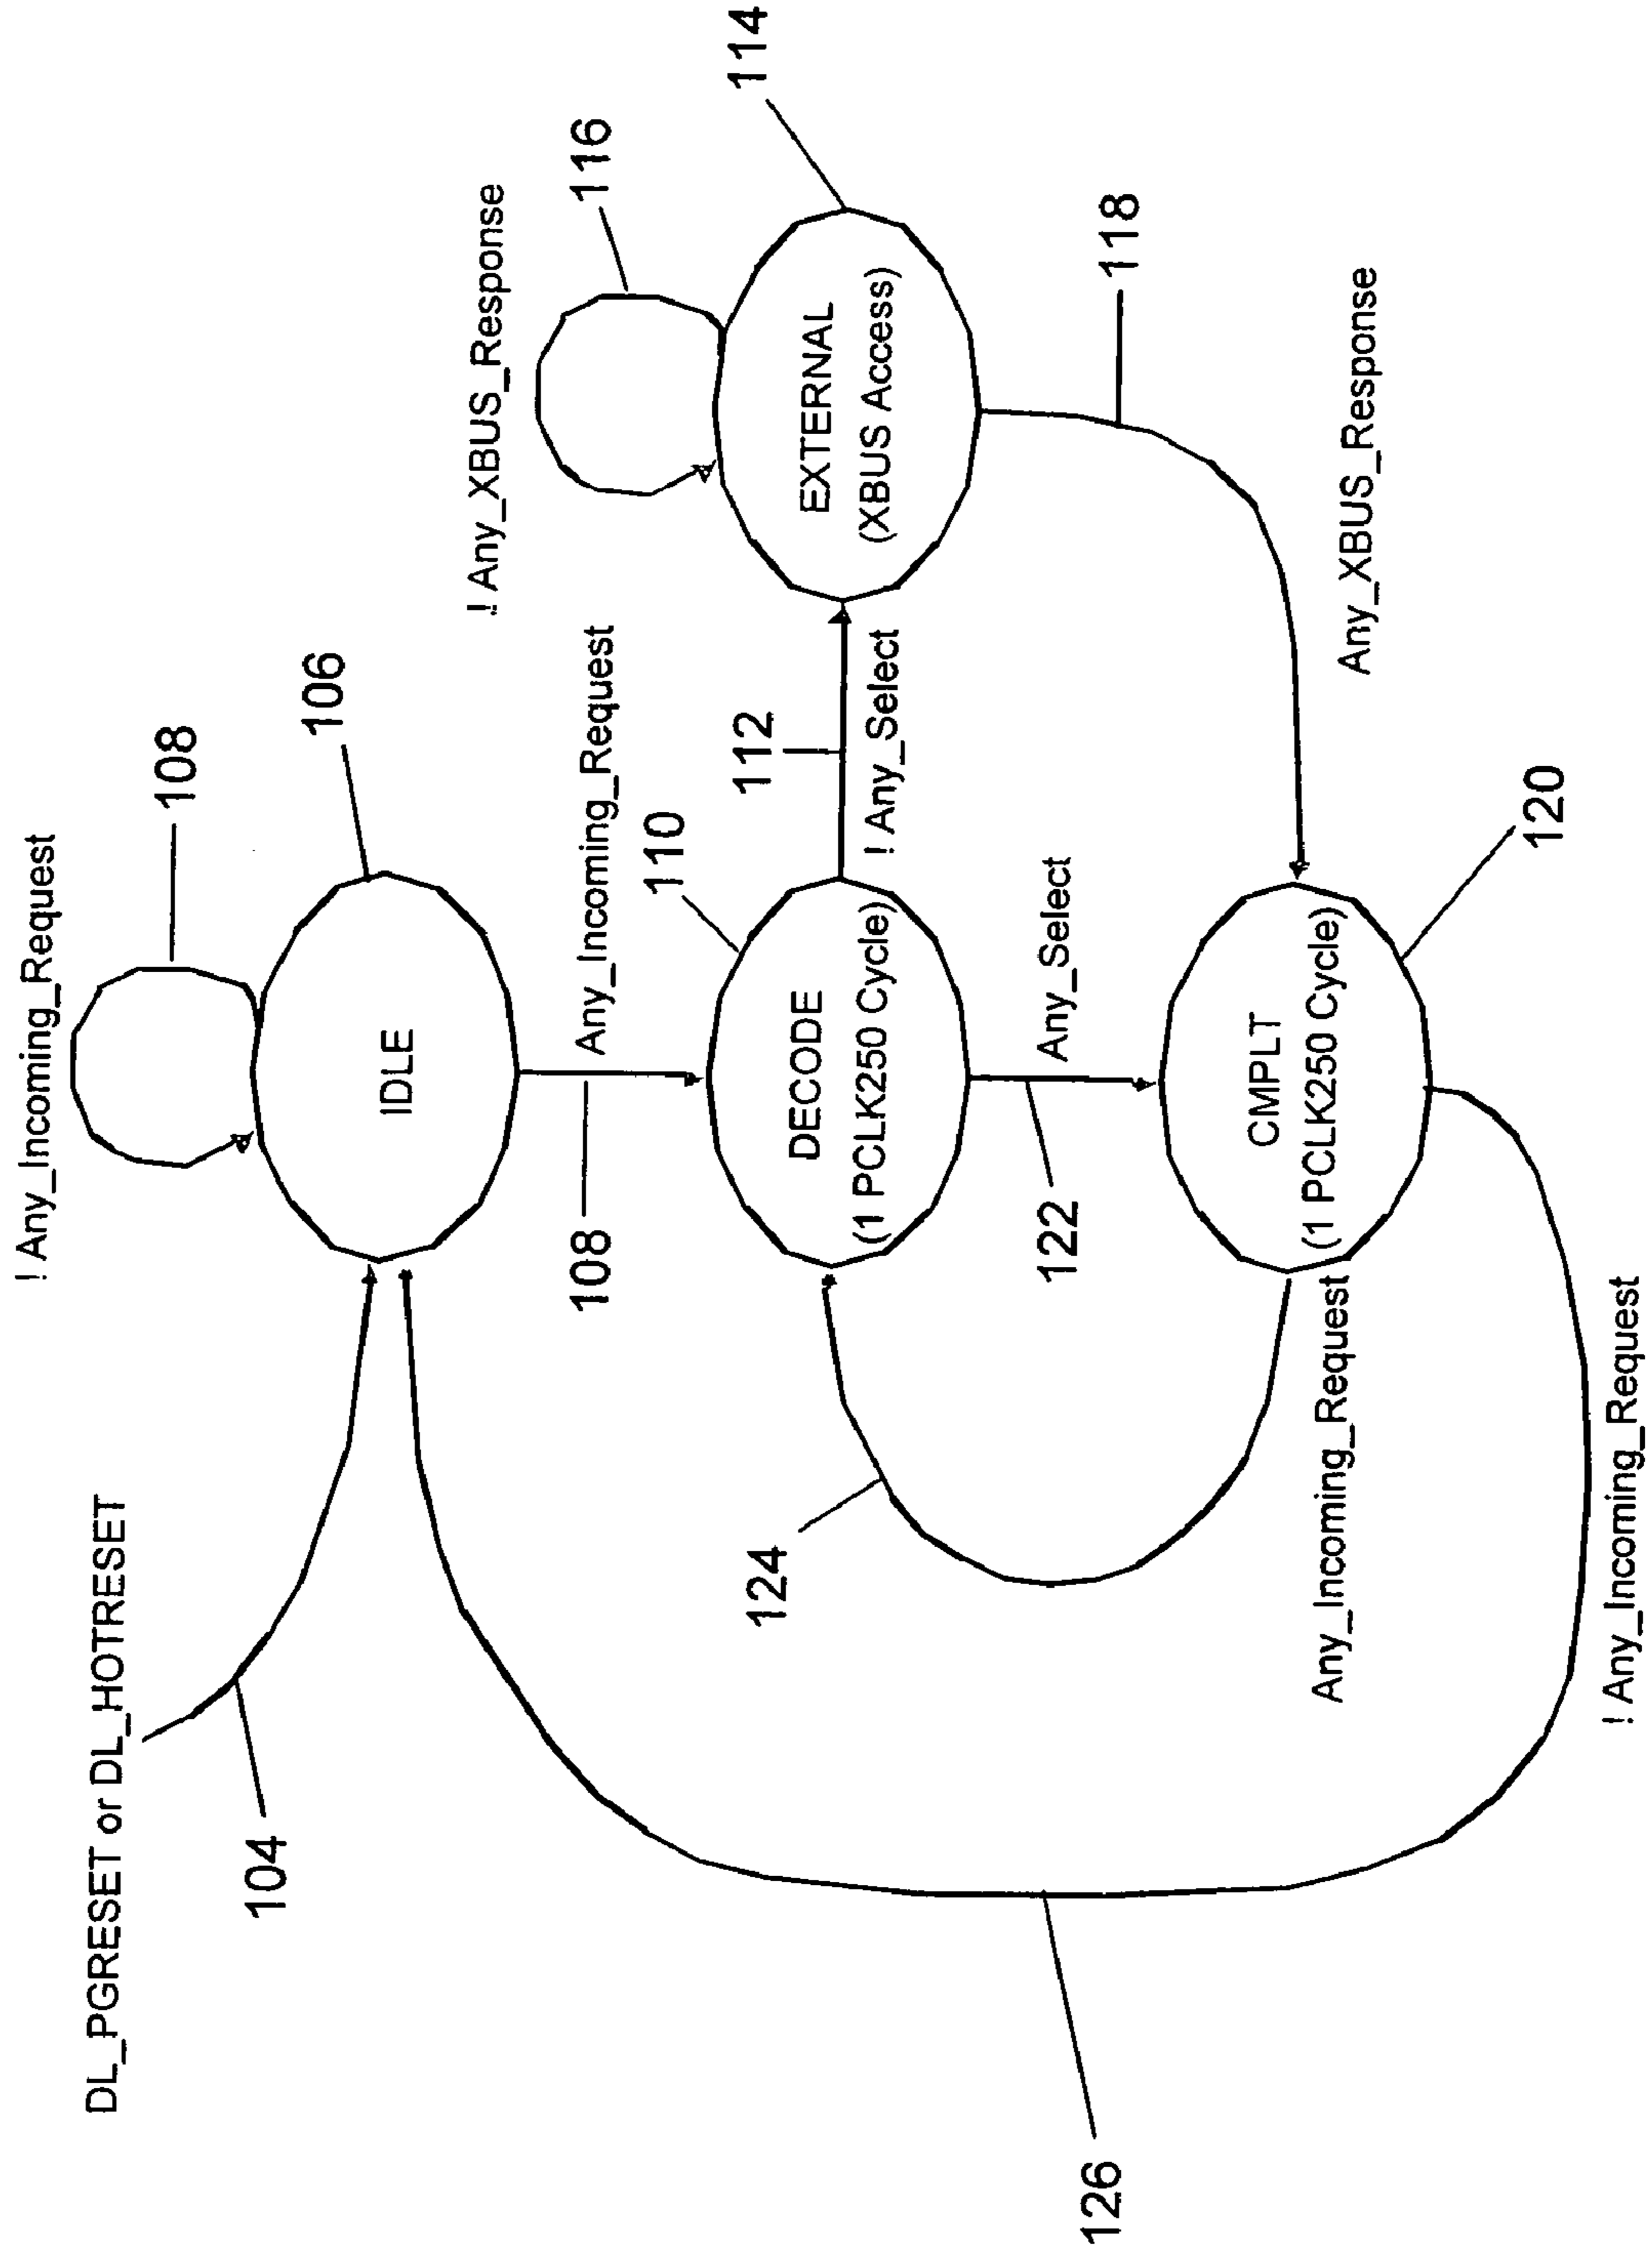 DL_PGRESET or DL_HOTRESET
104
! Any_Incoming_Request
108
106
IDLE
108
Any_Incoming_Request
110
DECODE
(1 PCLK250 Cycle)
112
! Any_Select
! Any_XBUS_Response
116
114
EXTERNAL
(XBUS Access)
118
Any_XBUS_Response
122
Any_Select
CMPLT
(1 PCLK250 Cycle)
120
124
Any_Incoming_Request
126
! Any_Incoming_Request